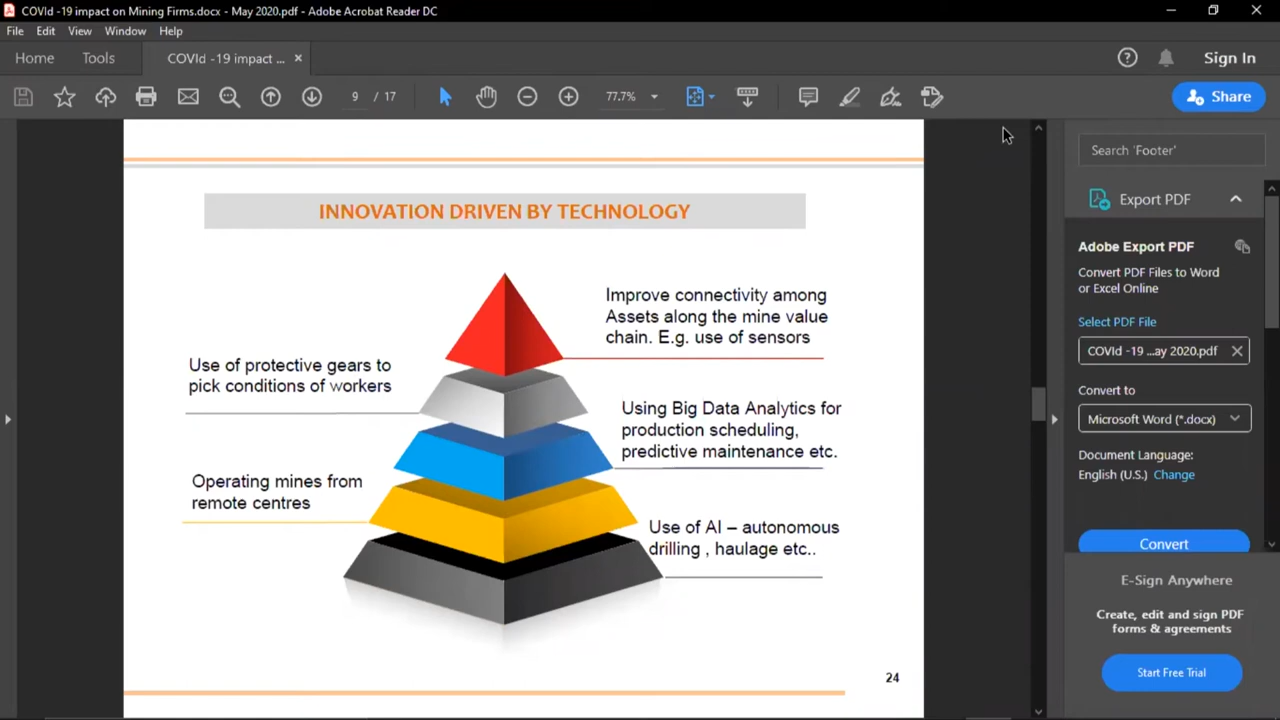 COVId -19 impact on Mining Firms.docx - May 2020.pdf - Adobe Acrobat Reader DC
File Edit View Window Help
Home Tools COVId -19 impact ... ×
Sign In
9 / 17
77.7%
Share
INNOVATION DRIVEN BY TECHNOLOGY
Improve connectivity among
Assets along the mine value
chain. E.g. use of sensors
Use of protective gears to
pick conditions of workers
Using Big Data Analytics for
production scheduling,
predictive maintenance etc.
Operating mines from
remote centres
Use of AI – autonomous
drilling , haulage etc..
24
Search 'Footer'
Export PDF
Adobe Export PDF
Convert PDF Files to Word
or Excel Online
Select PDF File
COVId -19 ...ay 2020.pdf
Convert to
Microsoft Word (*.docx)
Document Language:
English (U.S.) Change
Convert
E-Sign Anywhere
Create, edit and sign PDF
forms & agreements
Start Free Trial